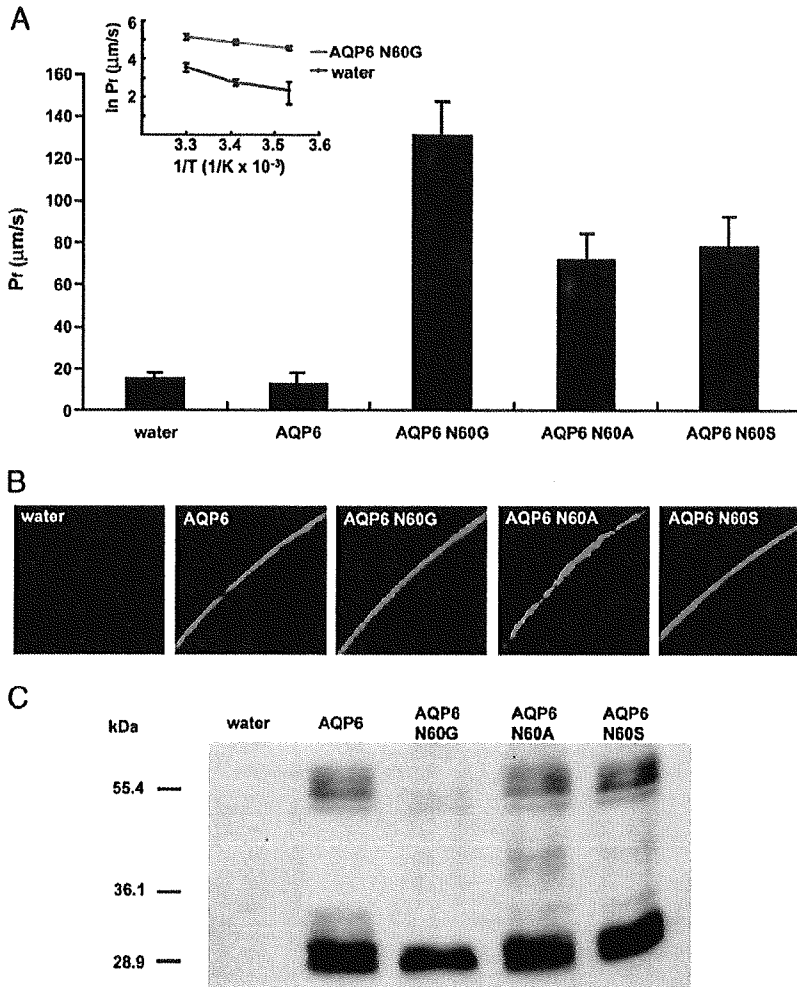 A
6
4
2
ln Pf (μm/s)
AQP6 N60G
water
3.3 3.4 3.5 3.6
1/T (1/K x 10⁻³)
160
140
120
100
80
60
40
20
0
Pf (μm/s)
water AQP6 AQP6 N60G AQP6 N60A AQP6 N60S
B
water AQP6 AQP6 N60G AQP6 N60A AQP6 N60S
C
kDa water AQP6 AQP6 N60G AQP6 N60A AQP6 N60S
55.4
36.1
28.9